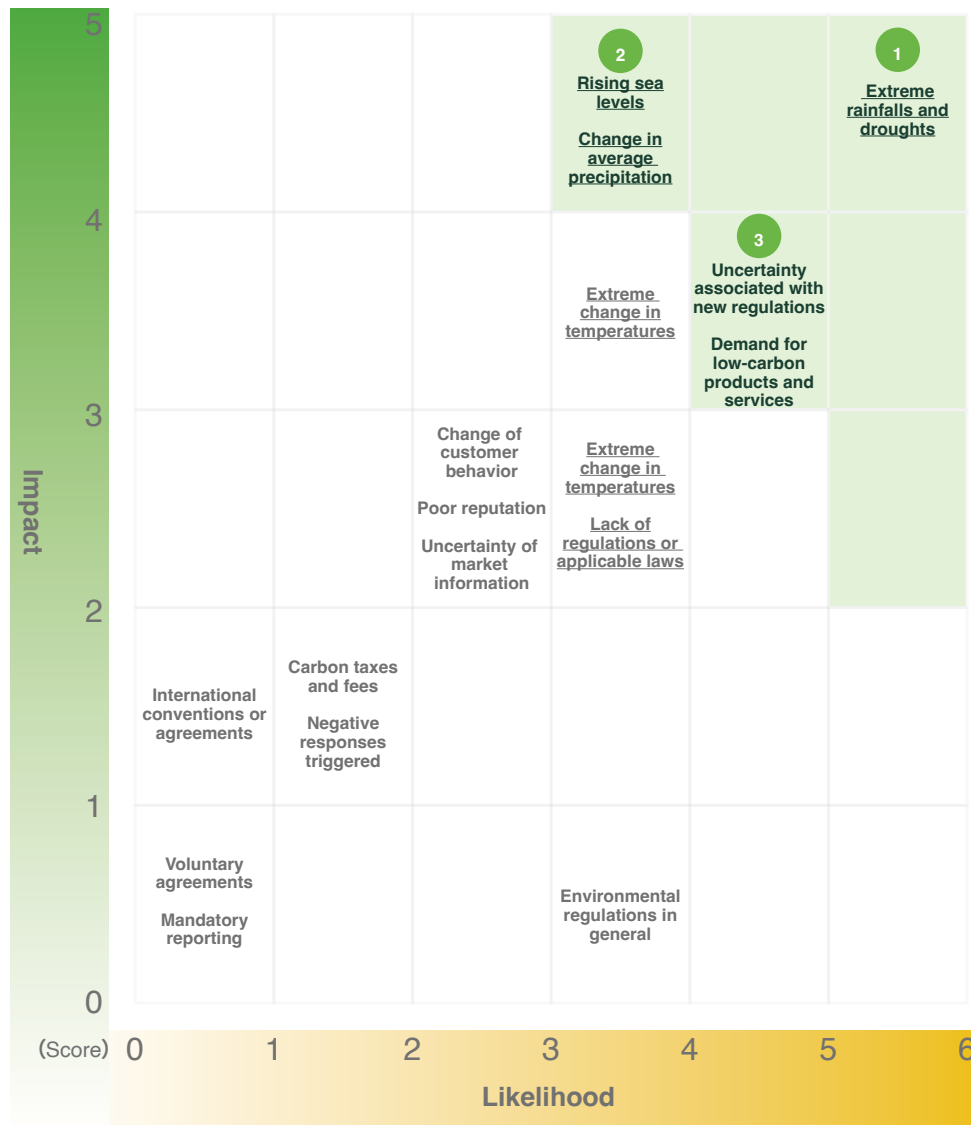 5
2
Rising sea
levels
Change in
average
precipitation
1
Extreme
rainfalls and
droughts
4
Extreme
change in
temperatures
3
Uncertainty
associated with
new regulations
Demand for
low-carbon
products and
services
3
Impact
Change of
customer
behavior
Poor reputation
Uncertainty of
market
information
Extreme
change in
temperatures
Lack of
regulations or
applicable laws
2
International
conventions or
agreements
Carbon taxes
and fees
Negative
responses
triggered
1
Voluntary
agreements
Mandatory
reporting
Environmental
regulations in
general
0
(Score) 0 1 2 3 4 5 6
Likelihood